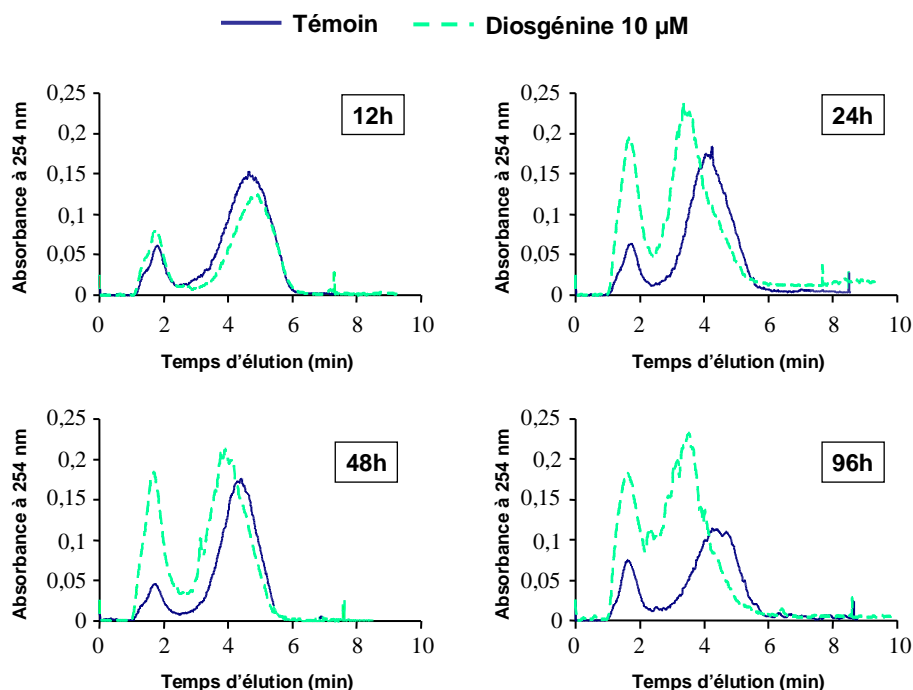 Témoin Diosgénine 10 µM
0,25
0,2
0,15
0,1
0,05
0
0 2 4 6 8 10
Absorbance à 254 nm
Temps d'élution (min)
12h
0,25
0,2
0,15
0,1
0,05
0
0 2 4 6 8 10
Absorbance à 254 nm
Temps d'élution (min)
24h
0,25
0,2
0,15
0,1
0,05
0
0 2 4 6 8 10
Absorbance à 254 nm
Temps d'élution (min)
48h
0,25
0,2
0,15
0,1
0,05
0
0 2 4 6 8 10
Absorbance à 254 nm
Temps d'élution (min)
96h